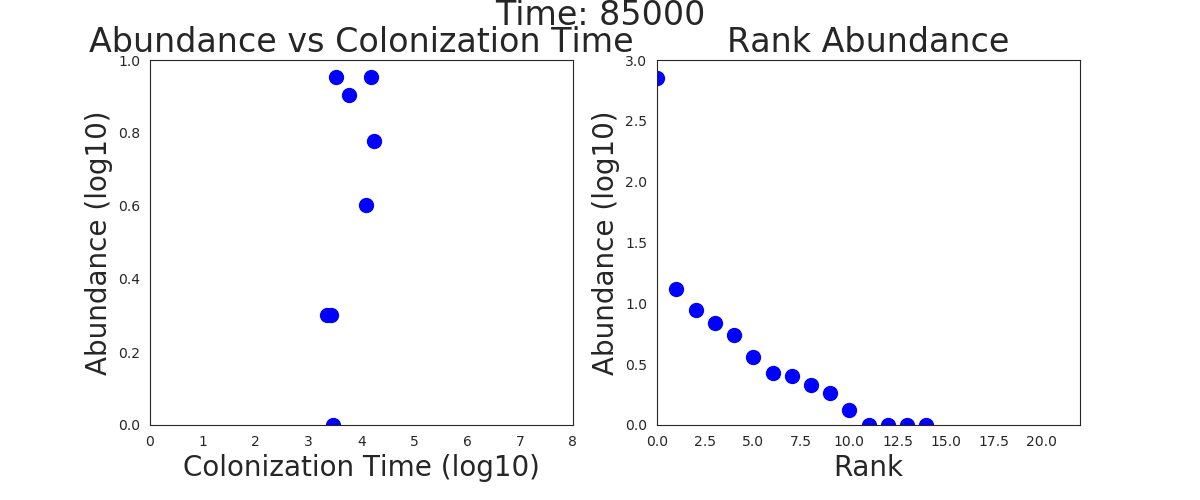 Time: 85000
Abundance vs Colonization Time
Rank Abundance
Abundance (log10)
1.0
0.8
0.6
0.4
0.2
0.0
0 1 2 3 4 5 6 7 8
Colonization Time (log10)
Abundance (log10)
3.0
2.5
2.0
1.5
1.0
0.5
0.0
0.0 2.5 5.0 7.5 10.0 12.5 15.0 17.5 20.0
Rank